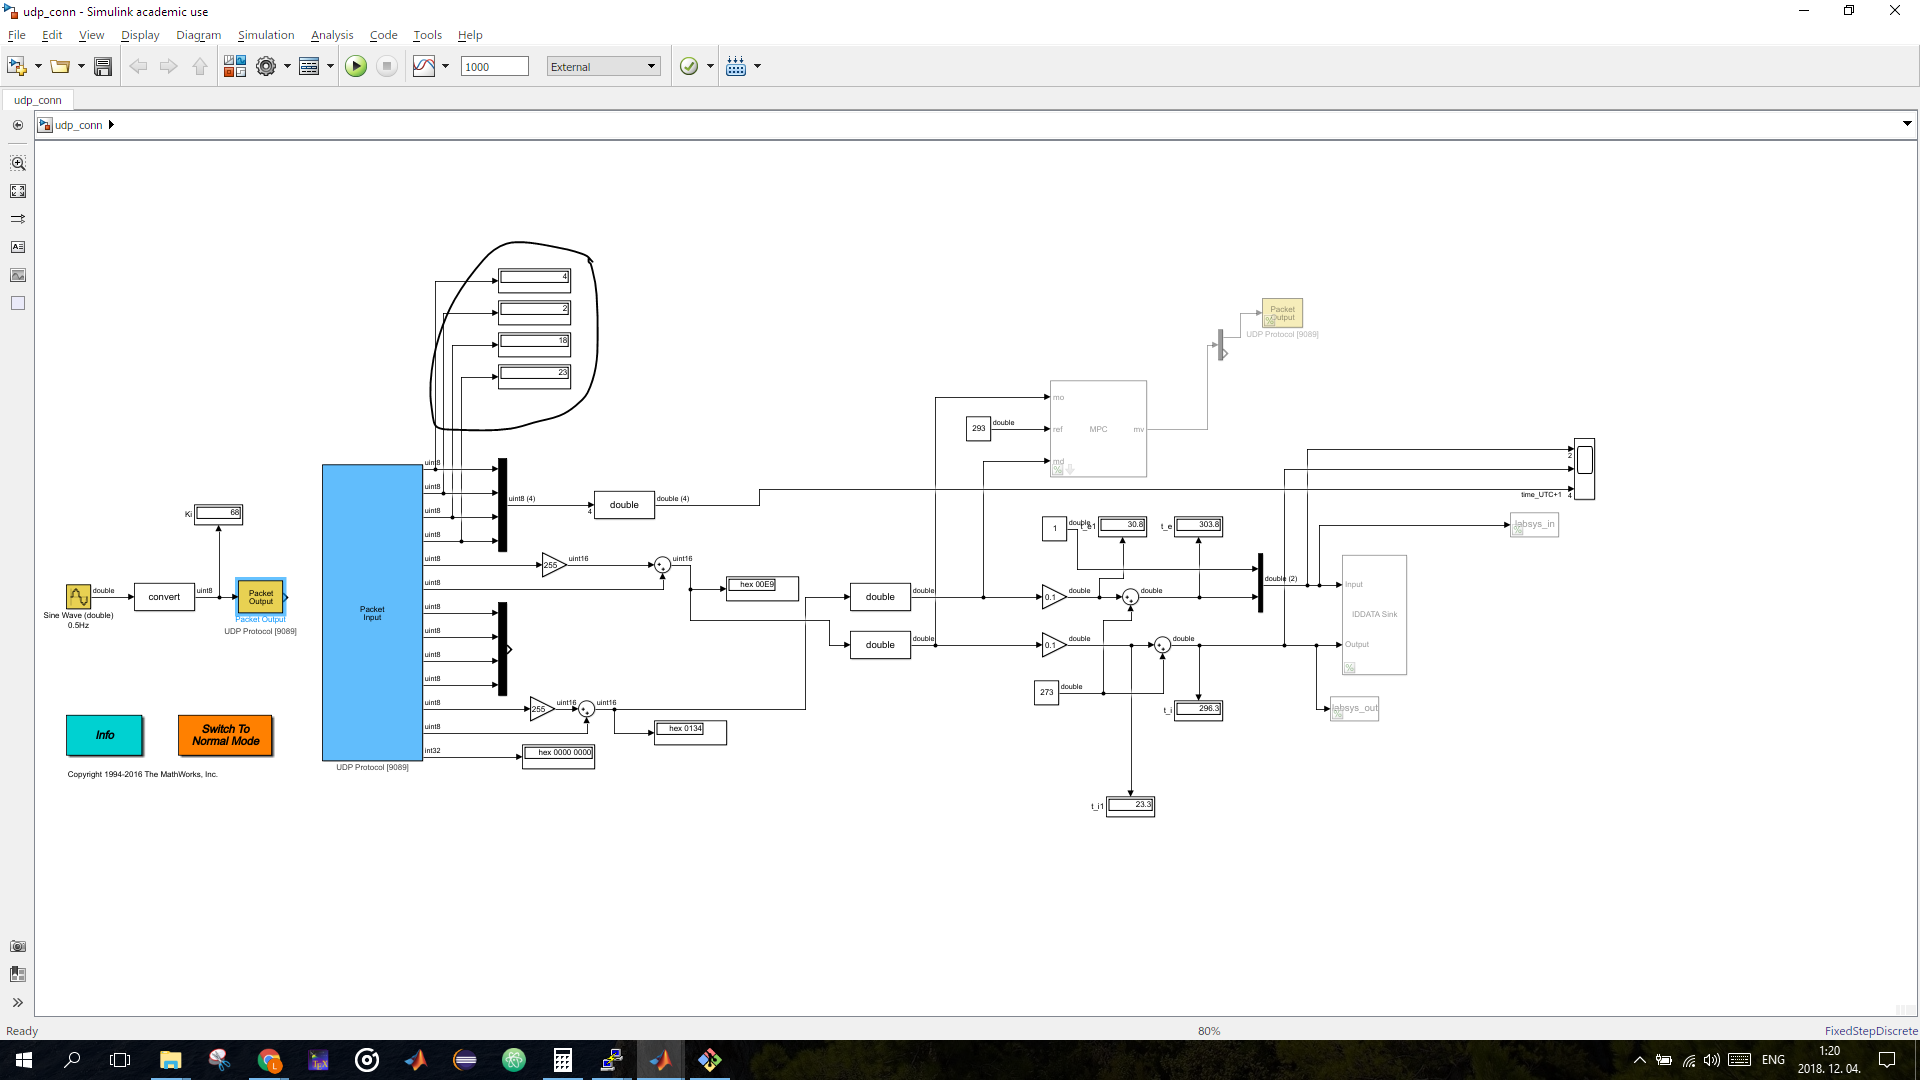 udp_conn - Simulink academic use
File Edit View Display Diagram Simulation Analysis Code Tools Help
1000 External
udp_conn
udp_conn
4
2
18
23
Packet
Output
UDP Protocol [9089]
mo
ref
md
MPC
mv
293
double
uint8
uint8
uint8
uint8
uint8 (4)
4
double
double (4)
2
4
time_UTC+1
Ki
68
1
double
t_e1
30.8
t_e
303.8
labsys_in
uint8
255
uint16
uint16
hex 00E9
double (2)
Input
IDDATA Sink
Output
Sine Wave (double)
0.5Hz
double
convert
uint8
Packet
Output
Packet Output
UDP Protocol [9089]
Packet
Input
uint8
uint8
uint8
uint8
uint8
double
double
0.1
double
double
double
double
0.1
double
double
273
double
t_i
296.3
labsys_out
uint8
255
uint16
uint16
uint8
hex 0134
int32
hex 0000 0000
UDP Protocol [9089]
Info
Switch To
Normal Mode
Copyright 1994-2016 The MathWorks, Inc.
t_i1
23.3
Ready
80%
FixedStepDiscrete
ENG
1:20
2018. 12. 04.